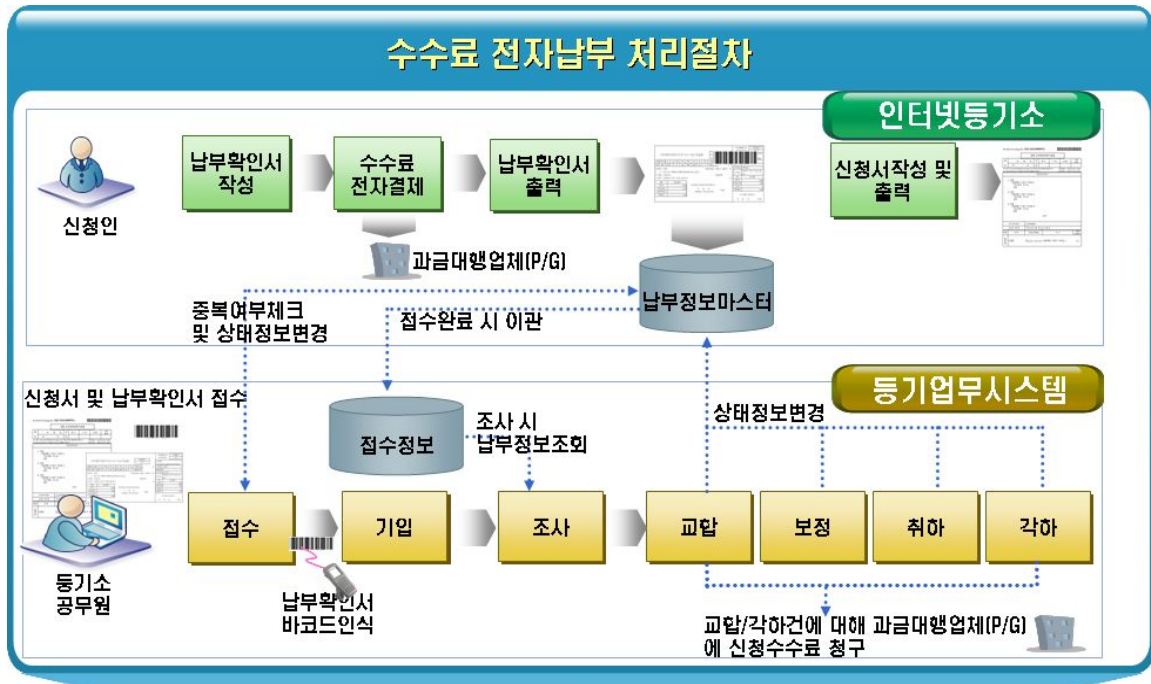 수수료 전자납부 처리절차
인터넷등기소
신청인
납부확인서
작성
수수료
전자결제
납부확인서
출력
신청서작성 및
출력
과금대행업체(P/G)
납부정보마스터
중복여부체크
및 상태정보변경
접수완료 시 이관
등기업무시스템
신청서 및 납부확인서 접수
접수정보
조사 시
납부정보조회
상태정보변경
접수
기입
조사
교합
보정
취하
각하
등기소
공무원
납부확인서
바코드인식
교합/각하건에 대해 과금대행업체(P/G)
에 신청수수료 청구